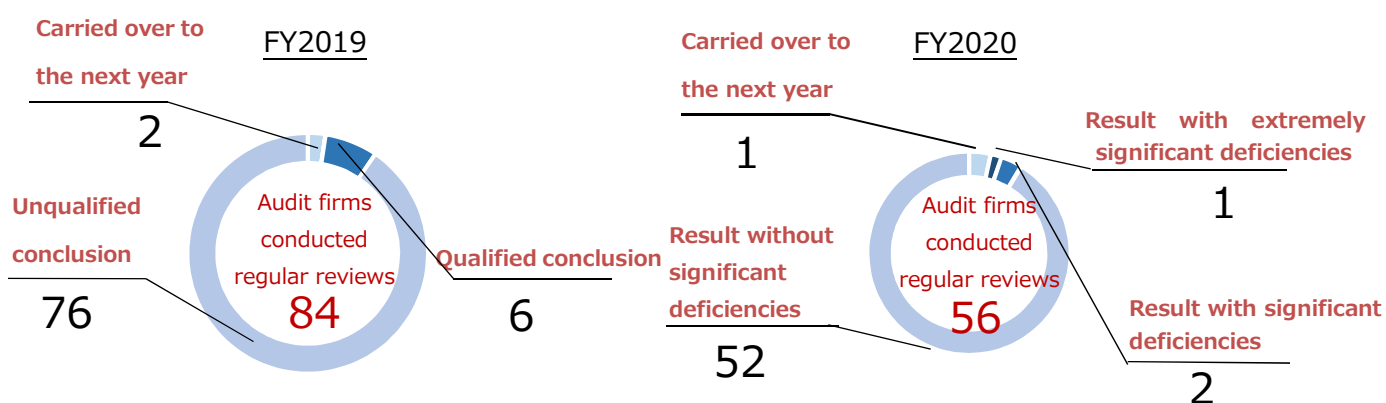 FY2019
Carried over to
the next year
2
Unqualified
conclusion
76
Audit firms
conducted
regular reviews
84
Qualified conclusion
6
FY2020
Carried over to
the next year
1
Result with extremely
significant deficiencies
1
Result without
significant
deficiencies
52
Audit firms
conducted
regular reviews
56
Result with significant
deficiencies
2